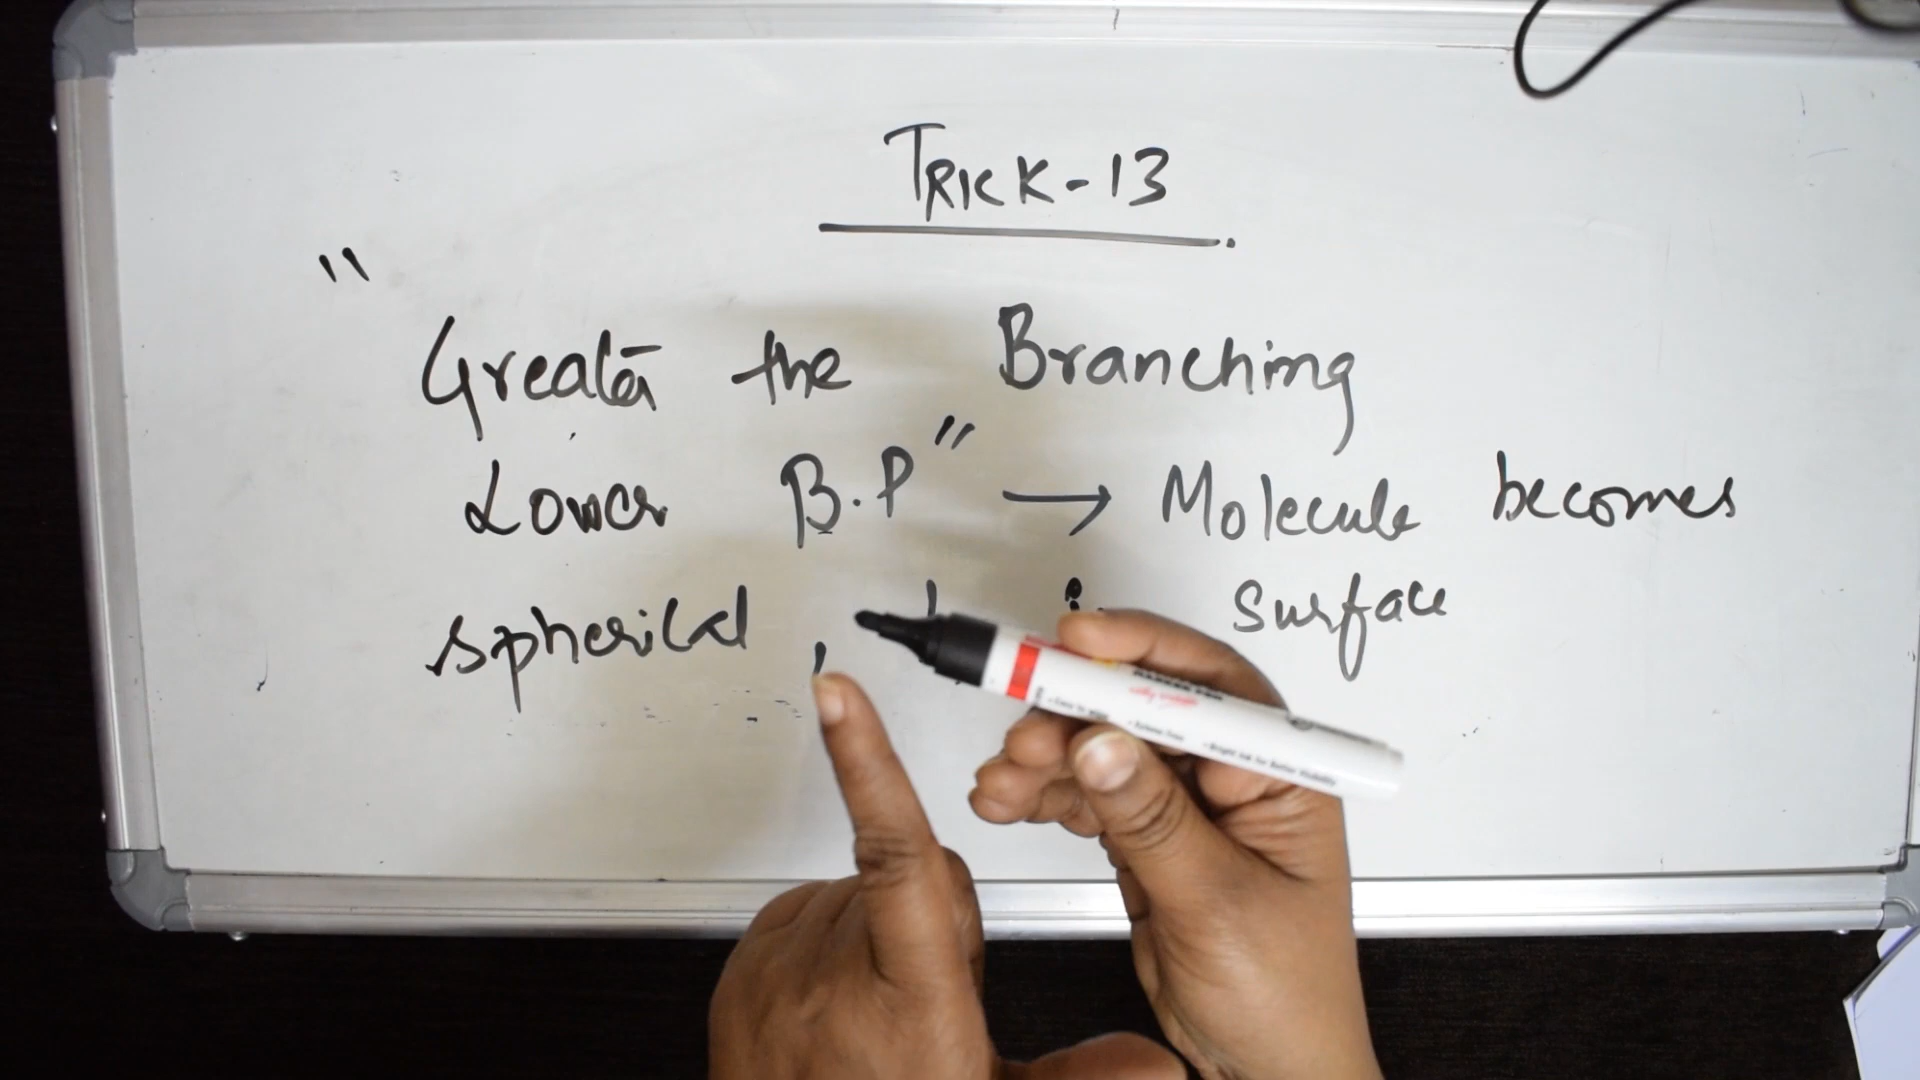 TRICK-13
"Greater the Branching
Lower B.P" → Molecule becomes
spherical, surface